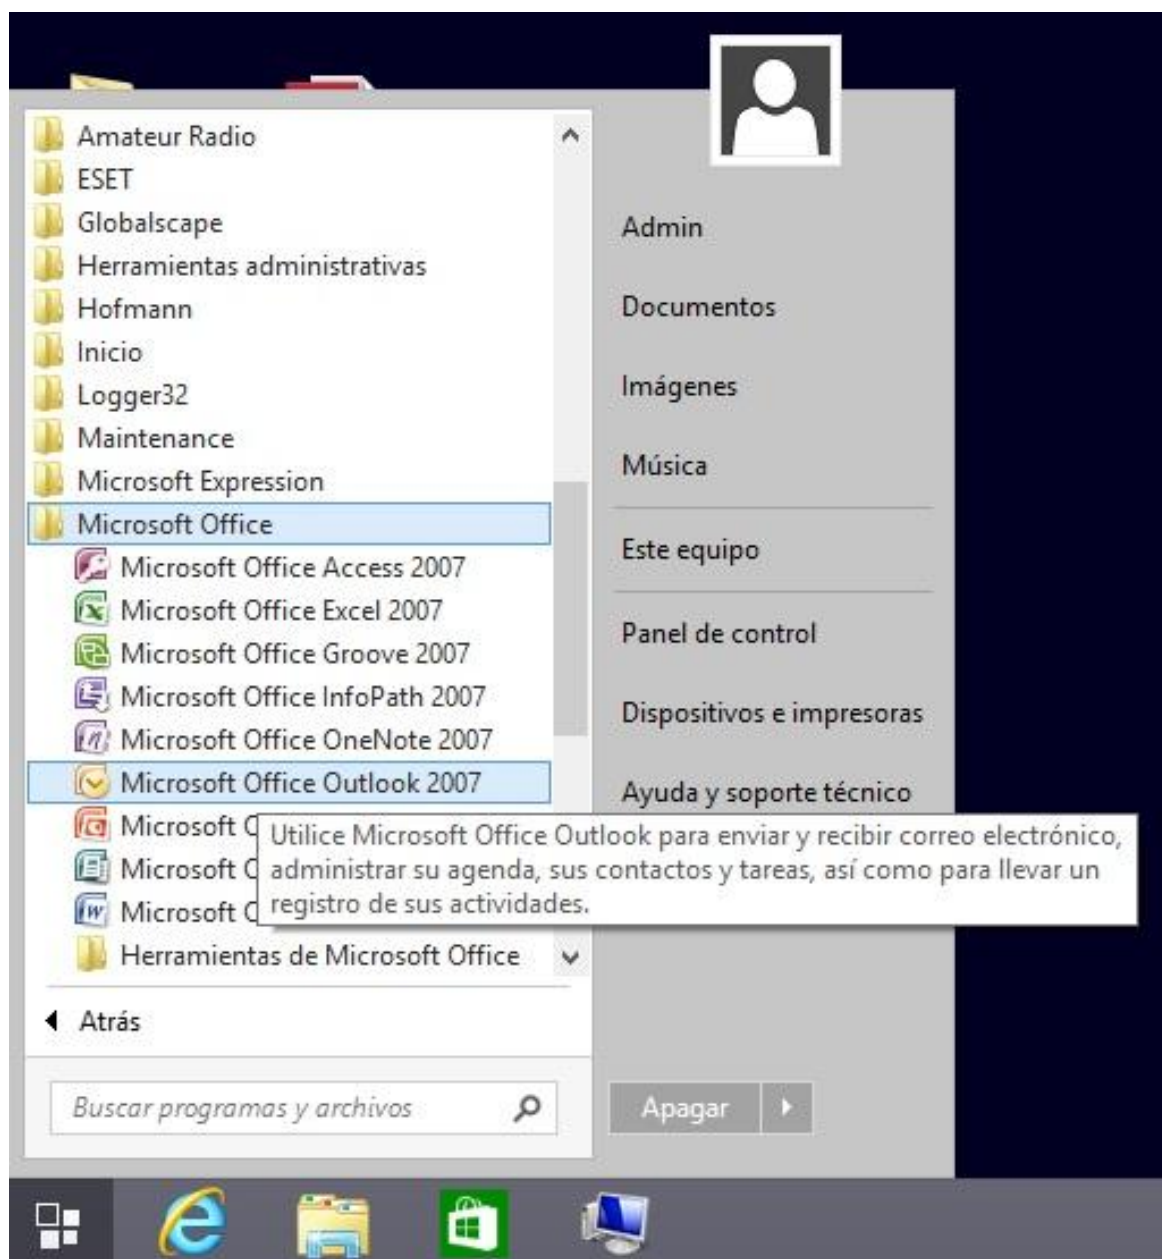 Amateur Radio
ESET
Globalscape
Herramientas administrativas
Hofmann
Inicio
Logger32
Maintenance
Microsoft Expression
Microsoft Office
Microsoft Office Access 2007
Microsoft Office Excel 2007
Microsoft Office Groove 2007
Microsoft Office InfoPath 2007
Microsoft Office OneNote 2007
Microsoft Office Outlook 2007
Microsoft
Microsoft
Microsoft
Herramientas de Microsoft Office
Atrás
Buscar programas y archivos
Admin
Documentos
Imágenes
Música
Este equipo
Panel de control
Dispositivos e impresoras
Ayuda y soporte técnico
Utilice Microsoft Office Outlook para enviar y recibir correo electrónico,
administrar su agenda, sus contactos y tareas, así como para llevar un
registro de sus actividades.
Apagar